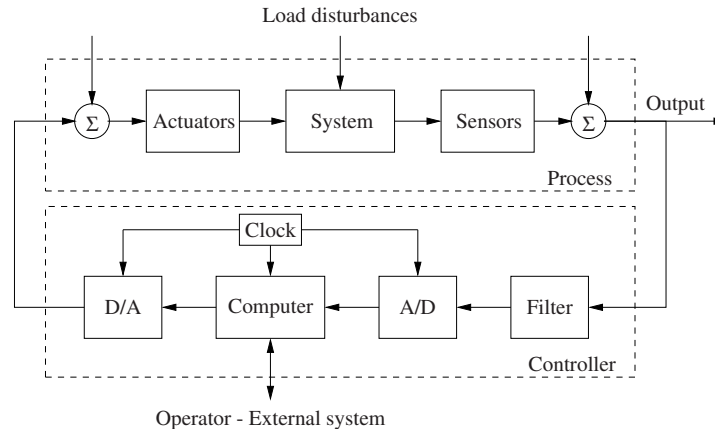 Load disturbances
Output
Σ
Actuators
System
Sensors
Σ
Process
Clock
D/A
Computer
A/D
Filter
Controller
Operator - External system